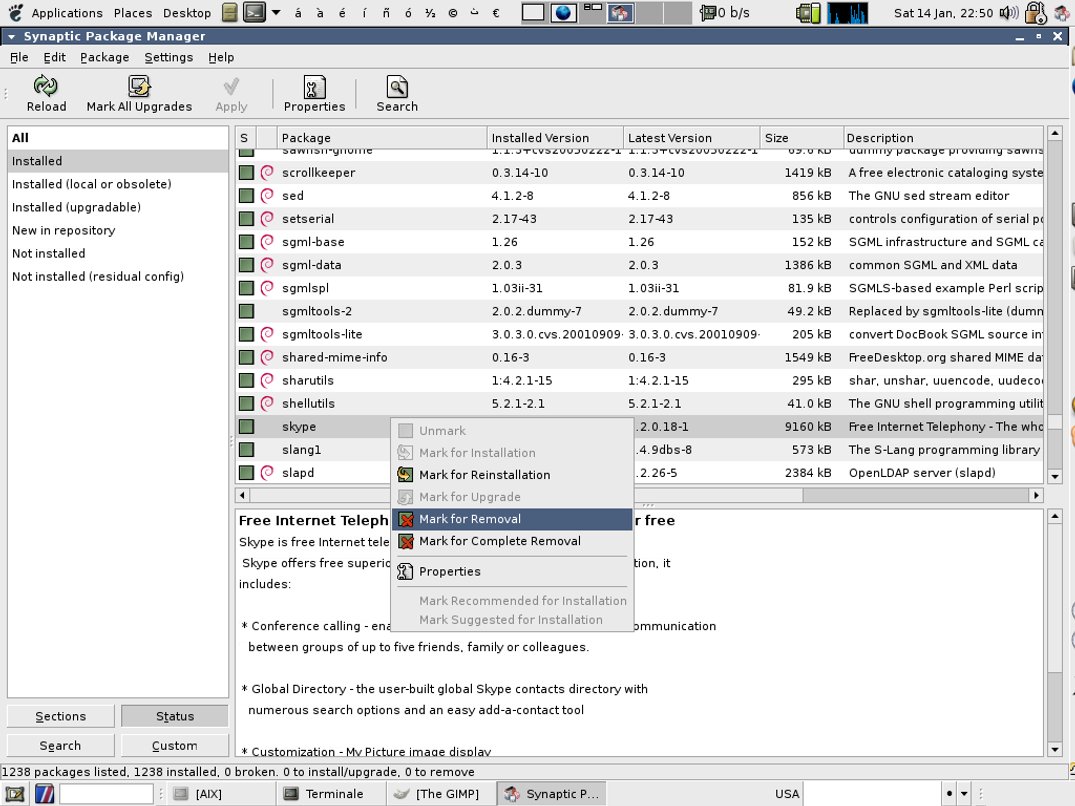 Applications Places Desktop á à é í ñ ó ½ © € 0 b/s Sat 14 Jan, 22:50
Synaptic Package Manager
File Edit Package Settings Help
Reload Mark All Upgrades Apply Properties Search
All
Installed
Installed (local or obsolete)
Installed (upgradable)
New in repository
Not installed
Not installed (residual config)
S Package Installed Version Latest Version Size Description
sawfish-gnome 1.1.3+cvs20050222-1 1.1.3+cvs20050222-1 69.6 kB dummy package providing sawfis
scrollkeeper 0.3.14-10 0.3.14-10 1419 kB A free electronic cataloging syste
sed 4.1.2-8 4.1.2-8 856 kB The GNU sed stream editor
setserial 2.17-43 2.17-43 135 kB controls configuration of serial po
sgml-base 1.26 1.26 152 kB SGML infrastructure and SGML ca
sgml-data 2.0.3 2.0.3 1386 kB common SGML and XML data
sgmlspl 1.03ii-31 1.03ii-31 81.9 kB SGMLS-based example Perl scrip
sgmltools-2 2.0.2.dummy-7 2.0.2.dummy-7 49.2 kB Replaced by sgmltools-lite (dumm
sgmltools-lite 3.0.3.0.cvs.20010909- 3.0.3.0.cvs.20010909- 205 kB convert DocBook SGML source in
shared-mime-info 0.16-3 0.16-3 1549 kB FreeDesktop.org shared MIME da
sharutils 1:4.2.1-15 1:4.2.1-15 295 kB shar, unshar, uuencode, uudeco
shellutils 5.2.1-2.1 5.2.1-2.1 41.0 kB The GNU shell programming utilit
skype .2.0.18-1 9160 kB Free Internet Telephony - The who
slang1 .4.9dbs-8 573 kB The S-Lang programming library
slapd .2.26-5 2384 kB OpenLDAP server (slapd)
Unmark
Mark for Installation
Mark for Reinstallation
Mark for Upgrade
Mark for Removal
Mark for Complete Removal
Properties
Mark Recommended for Installation
Mark Suggested for Installation
Free Internet Teleph r free
Skype is free Internet tele
Skype offers free superio tion, it
includes:
* Conference calling - ena ommunication
between groups of up to five friends, family or colleagues.
* Global Directory - the user-built global Skype contacts directory with
numerous search options and an easy add-a-contact tool
* Customization - My Picture image display
Sections Status
Search Custom
1238 packages listed, 1238 installed, 0 broken. 0 to install/upgrade, 0 to remove
[AIX] Terminale [The GIMP] Synaptic P... USA